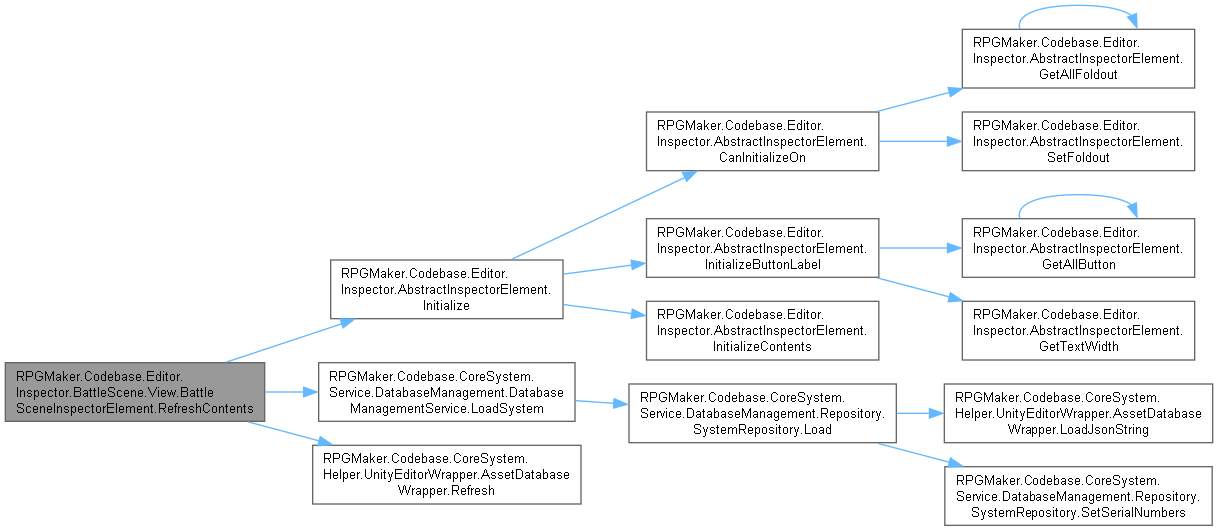 RPGMaker.Codebase.Editor.
Inspector.AbstractInspectorElement.
GetAllFoldout
RPGMaker.Codebase.Editor.
Inspector.AbstractInspectorElement.
CanInitializeOn
RPGMaker.Codebase.Editor.
Inspector.AbstractInspectorElement.
SetFoldout
RPGMaker.Codebase.Editor.
Inspector.AbstractInspectorElement.
InitializeButtonLabel
RPGMaker.Codebase.Editor.
Inspector.AbstractInspectorElement.
GetAllButton
RPGMaker.Codebase.Editor.
Inspector.AbstractInspectorElement.
Initialize
RPGMaker.Codebase.Editor.
Inspector.AbstractInspectorElement.
InitializeContents
RPGMaker.Codebase.Editor.
Inspector.AbstractInspectorElement.
GetTextWidth
RPGMaker.Codebase.Editor.
Inspector.BattleScene.View.Battle
SceneInspectorElement.RefreshContents
RPGMaker.Codebase.CoreSystem.
Service.DatabaseManagement.Database
ManagementService.LoadSystem
RPGMaker.Codebase.CoreSystem.
Service.DatabaseManagement.Repository.
SystemRepository.Load
RPGMaker.Codebase.CoreSystem.
Helper.UnityEditorWrapper.AssetDatabase
Wrapper.LoadJsonString
RPGMaker.Codebase.CoreSystem.
Helper.UnityEditorWrapper.AssetDatabase
Wrapper.Refresh
RPGMaker.Codebase.CoreSystem.
Service.DatabaseManagement.Repository.
SystemRepository.SetSerialNumbers